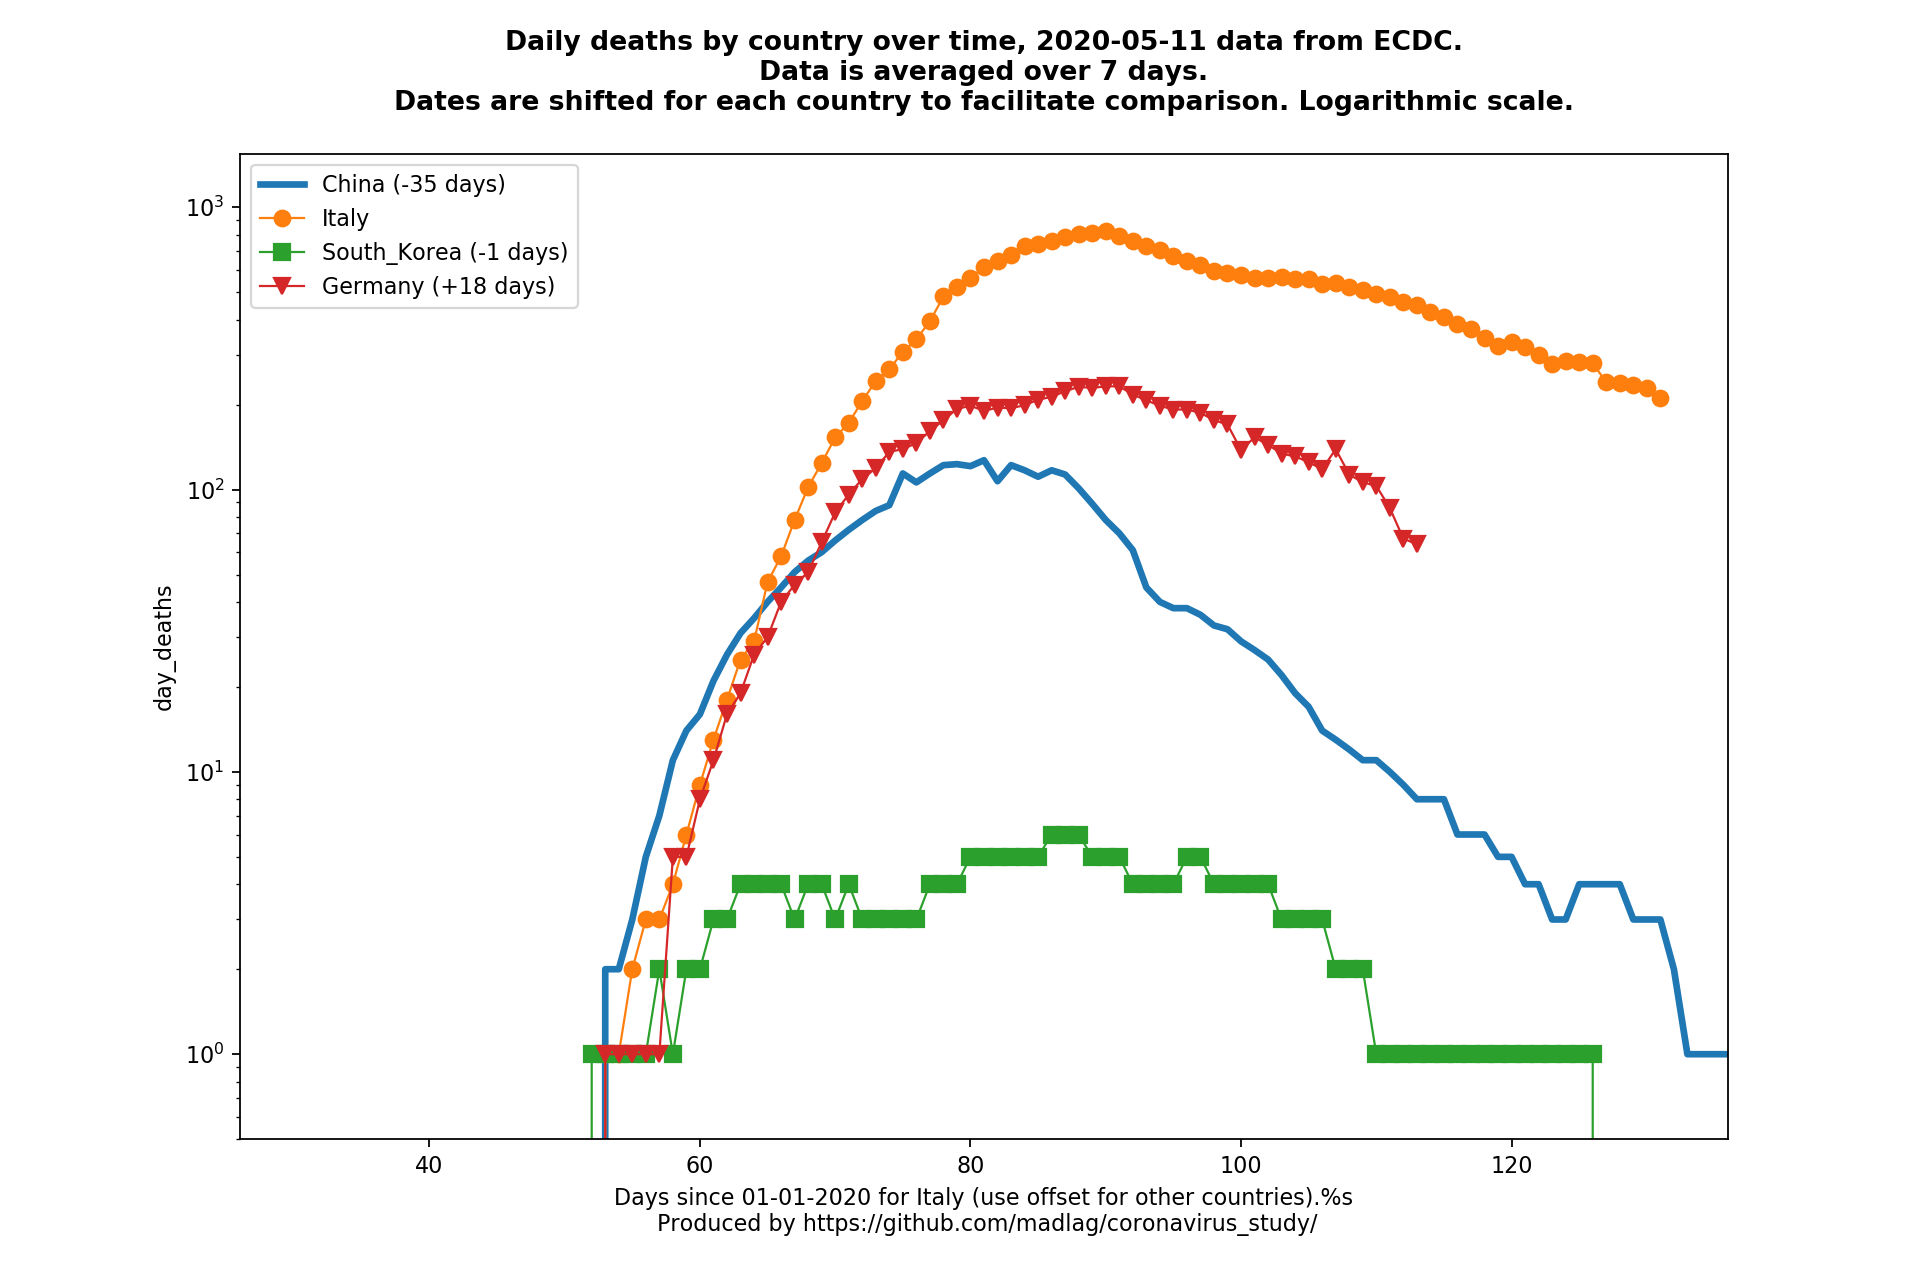 Daily deaths by country over time, 2020-05-11 data from ECDC.
Data is averaged over 7 days.
Dates are shifted for each country to facilitate comparison. Logarithmic scale.
China (-35 days)
Italy
South_Korea (-1 days)
Germany (+18 days)
10³
10²
10¹
10⁰
day_deaths
40 60 80 100 120
Days since 01-01-2020 for Italy (use offset for other countries).%s
Produced by https://github.com/madlag/coronavirus_study/